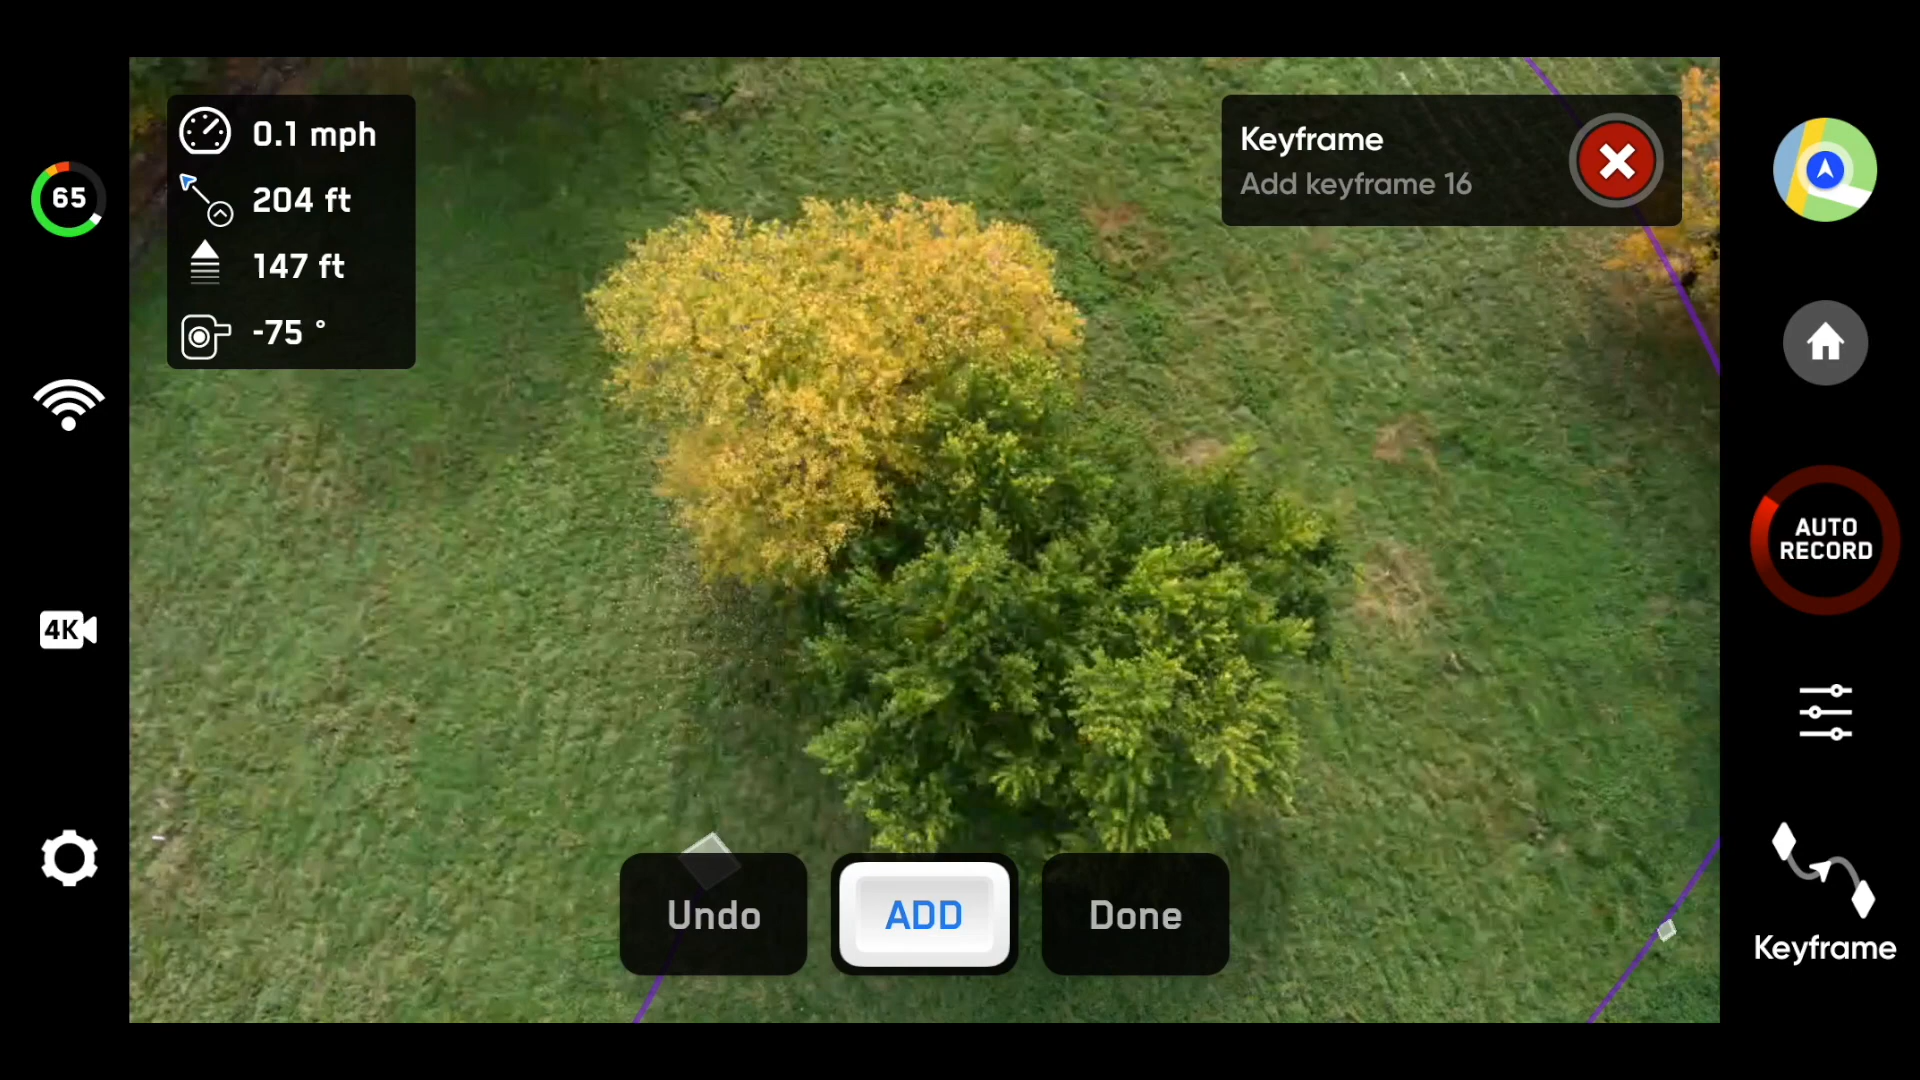 0.1 mph
204 ft
147 ft
-75 °
65
4K
Keyframe
Add keyframe 16
AUTO
RECORD
Keyframe
Undo
ADD
Done